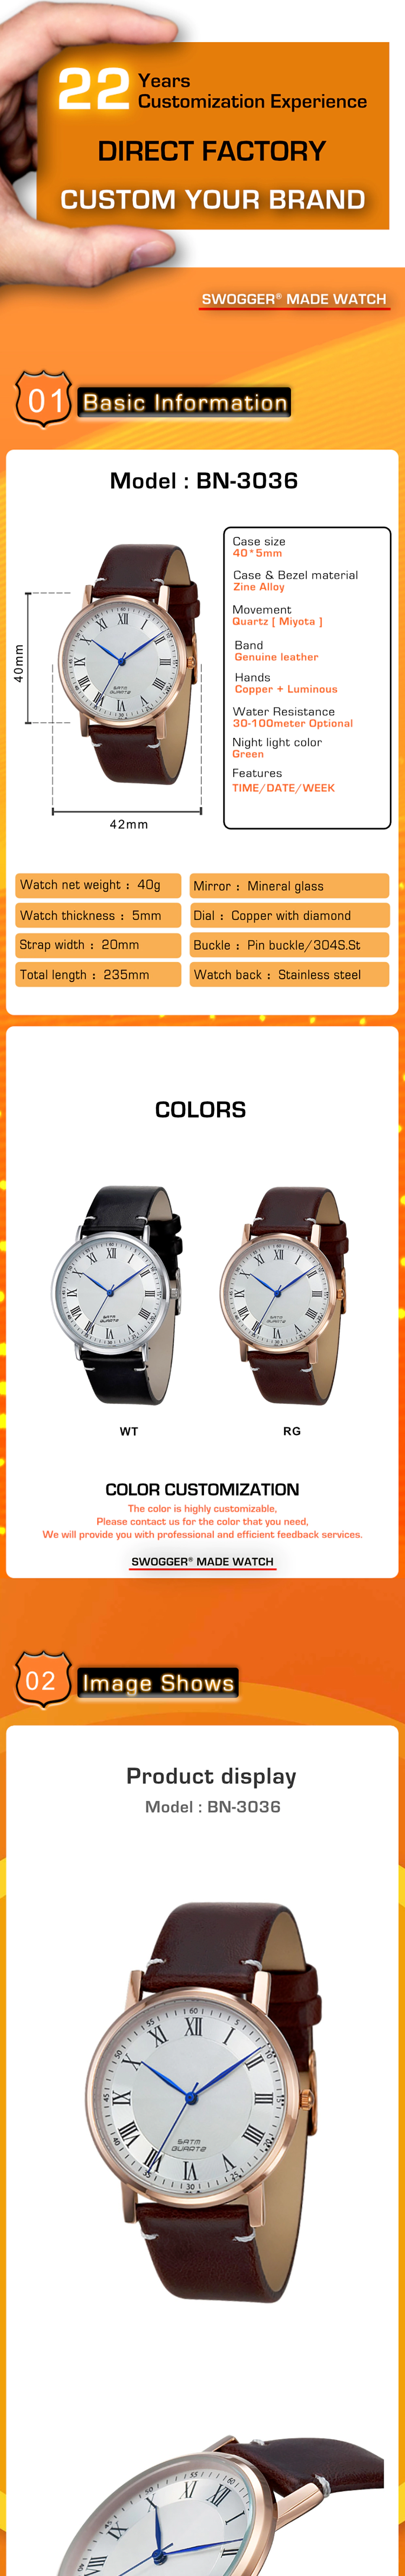 22 Years
Customization Experience
DIRECT FACTORY
CUSTOM YOUR BRAND
SWOGGER® MADE WATCH
01 Basic Information
Model : BN-3036
Case size
40*5mm
Case & Bezel material
Zine Alloy
Movement
Quartz [ Miyota ]
Band
Genuine leather
Hands
Copper + Luminous
Water Resistance
30-100meter Optional
Night light color
Green
Features
TIME/DATE/WEEK
40mm
42mm
Watch net weight : 40g
Mirror : Mineral glass
Watch thickness : 5mm
Dial : Copper with diamond
Strap width : 20mm
Buckle : Pin buckle/304S.St
Total length : 235mm
Watch back : Stainless steel
COLORS
WT
RG
COLOR CUSTOMIZATION
The color is highly customizable,
Please contact us for the color that you need,
We will provide you with professional and efficient feedback services.
SWOGGER® MADE WATCH
02 Image Shows
Product display
Model : BN-3036
5ATM
QUARTZ